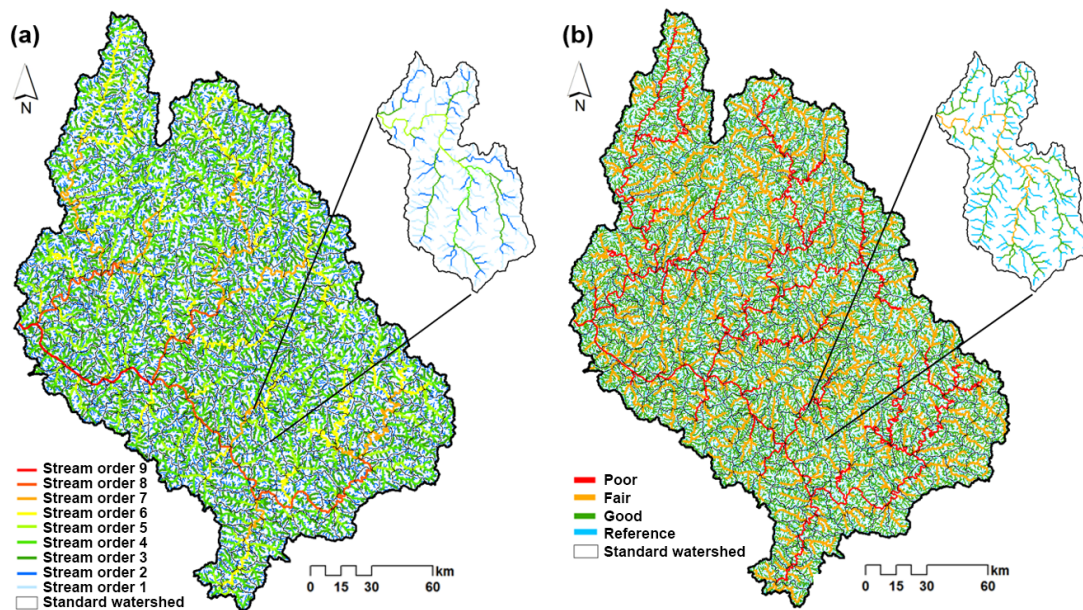 (a)
N
Stream order 9
Stream order 8
Stream order 7
Stream order 6
Stream order 5
Stream order 4
Stream order 3
Stream order 2
Stream order 1
Standard watershed
km
0 15 30 60
(b)
N
Poor
Fair
Good
Reference
Standard watershed
km
0 15 30 60